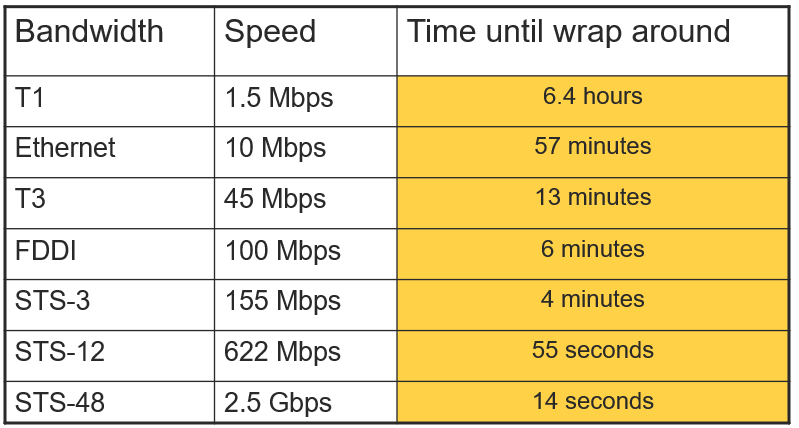 Bandwidth Speed Time until wrap around
T1 1.5 Mbps 6.4 hours
Ethernet 10 Mbps 57 minutes
T3 45 Mbps 13 minutes
FDDI 100 Mbps 6 minutes
STS-3 155 Mbps 4 minutes
STS-12 622 Mbps 55 seconds
STS-48 2.5 Gbps 14 seconds